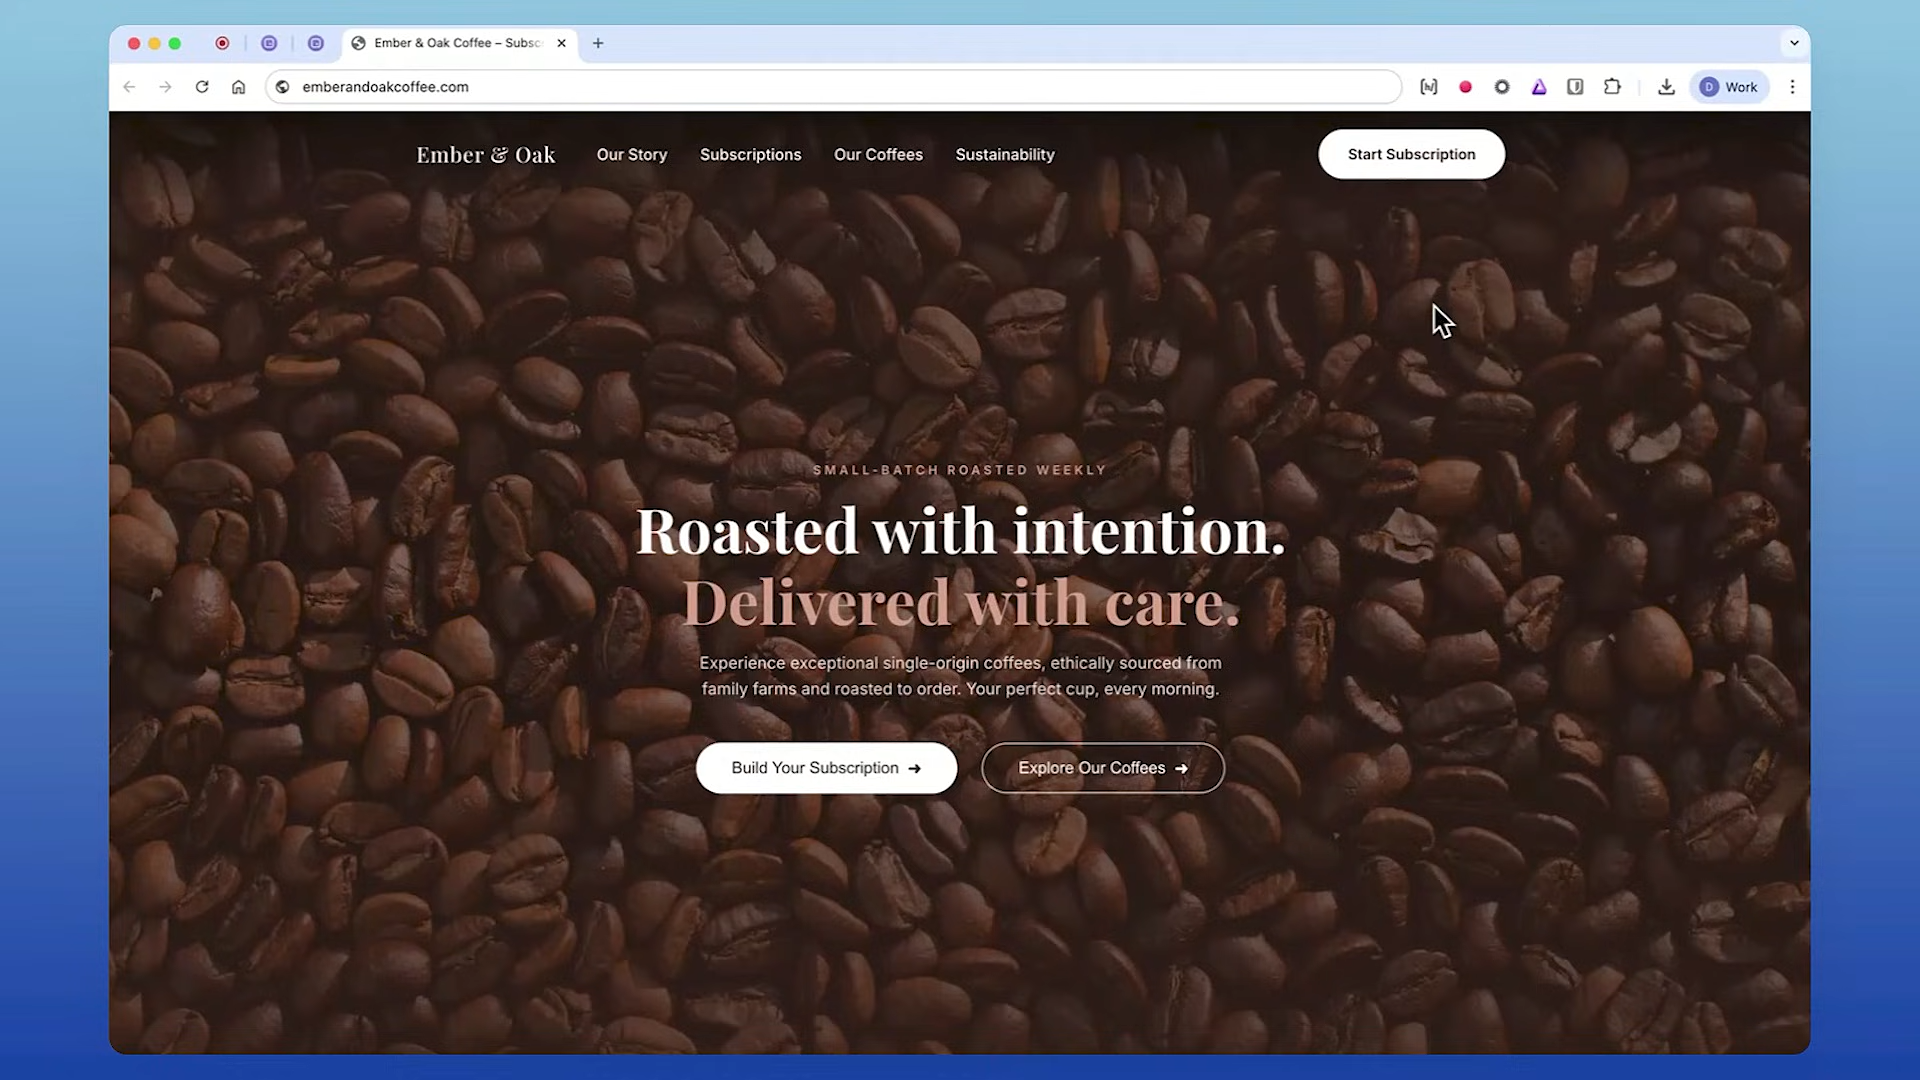 Ember & Oak Coffee – Subsc
emberandoakcoffee.com
D Work
Ember & Oak
Our Story
Subscriptions
Our Coffees
Sustainability
Start Subscription
SMALL-BATCH ROASTED WEEKLY
Roasted with intention.
Delivered with care.
Experience exceptional single-origin coffees, ethically sourced from
family farms and roasted to order. Your perfect cup, every morning.
Build Your Subscription →
Explore Our Coffees →